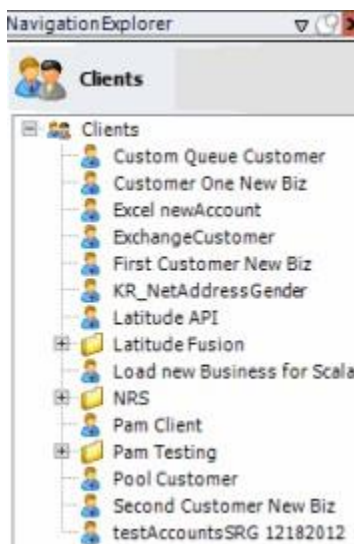 NavigationExplorer
Clients
Clients
Custom Queue Customer
Customer One New Biz
Excel newAccount
ExchangeCustomer
First Customer New Biz
KR_NetAddressGender
Latitude API
Latitude Fusion
Load new Business for Scala
NRS
Pam Client
Pam Testing
Pool Customer
Second Customer New Biz
testAccountsSRG 12182012